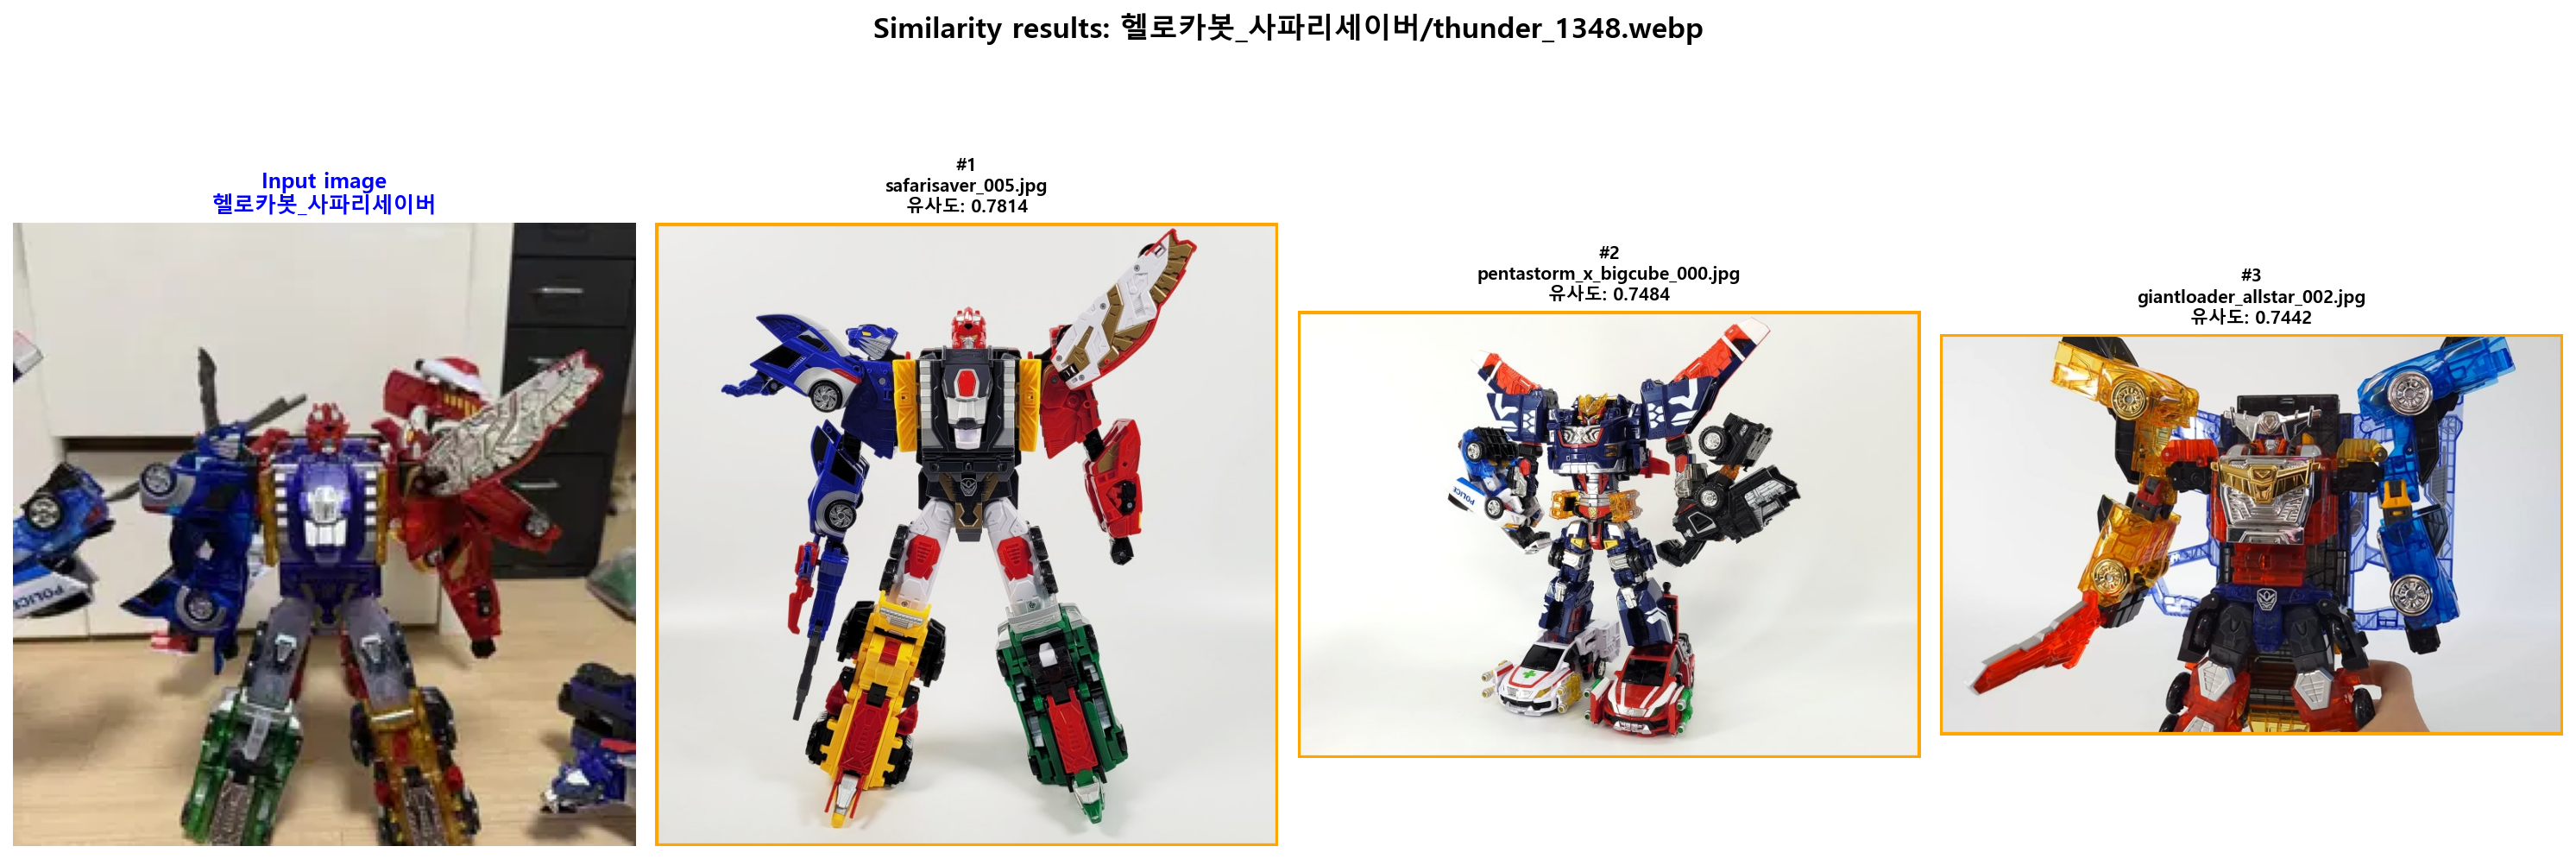 Similarity results: 헬로카봇_사파리세이버/thunder_1348.webp
Input image
헬로카봇_사파리세이버
#1
safarisaver_005.jpg
유사도: 0.7814
#2
pentastorm_x_bigcube_000.jpg
유사도: 0.7484
#3
giantloader_allstar_002.jpg
유사도: 0.7442
POLICE
POLICE